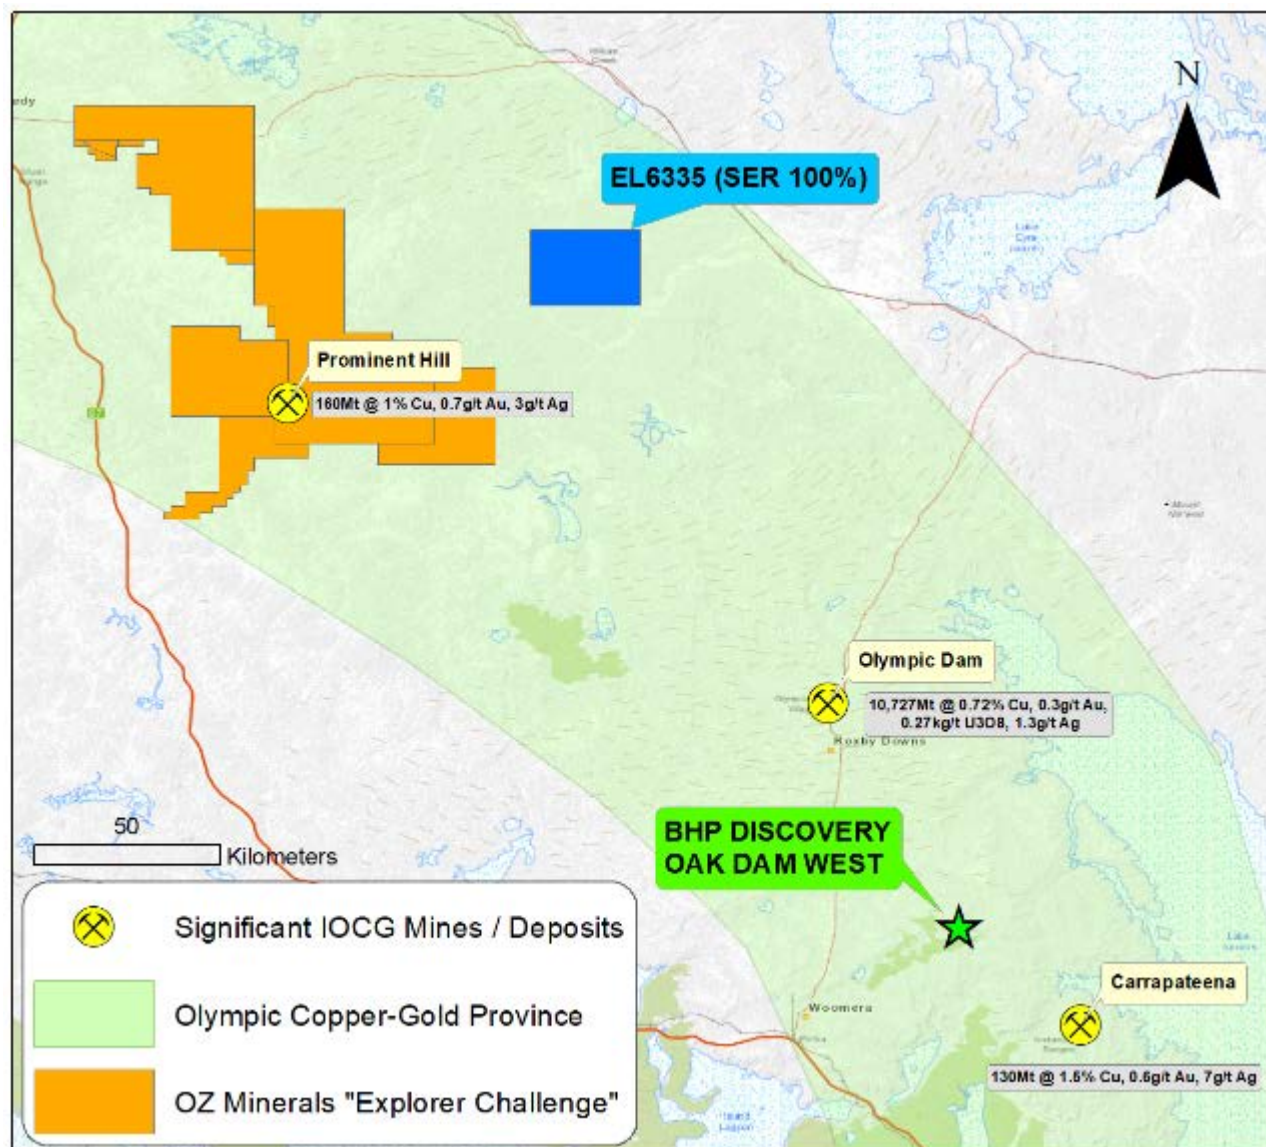 N
EL6335 (SER 100%)
Prominent Hill
160Mt @ 1% Cu, 0.7g/t Au, 3g/t Ag
Olympic Dam
10,727Mt @ 0.72% Cu, 0.3g/t Au,
0.27kg/t U3O8, 1.3g/t Ag
Roxby Downs
BHP DISCOVERY
OAK DAM WEST
50
Kilometers
Carrapateena
Woomera
130Mt @ 1.5% Cu, 0.6g/t Au, 7g/t Ag
Significant IOCG Mines / Deposits
Olympic Copper-Gold Province
OZ Minerals "Explorer Challenge"